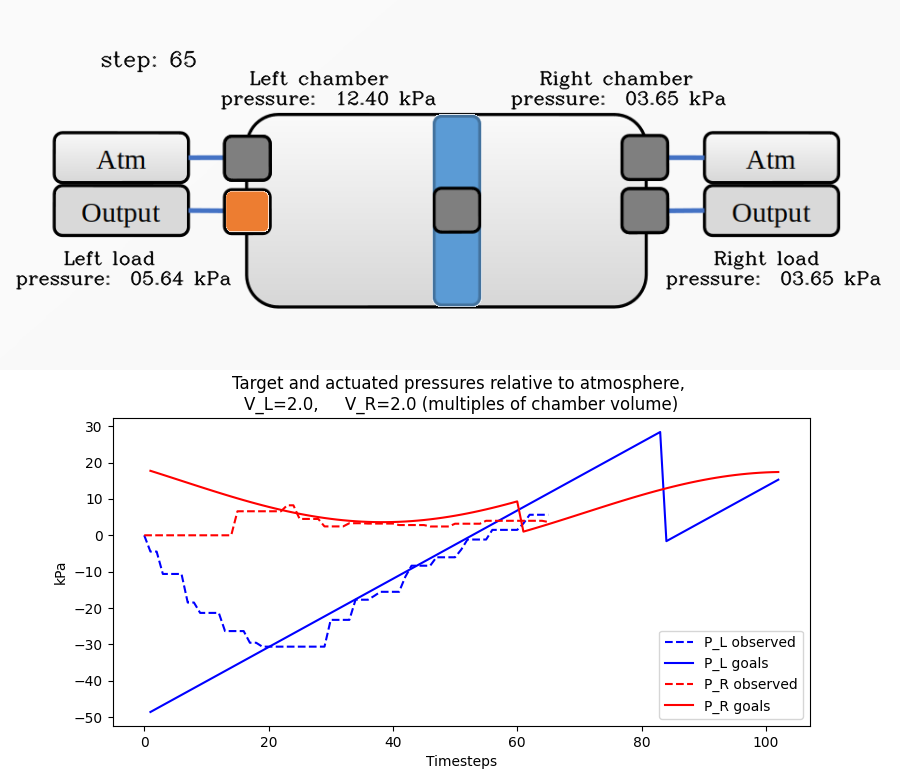 step: 65
Left chamber
pressure: 12.40 kPa
Right chamber
pressure: 03.65 kPa
Atm
Output
Atm
Output
Left load
pressure: 05.64 kPa
Right load
pressure: 03.65 kPa
Target and actuated pressures relative to atmosphere,
V_L=2.0, V_R=2.0 (multiples of chamber volume)
kPa
30
20
10
0
−10
−20
−30
−40
−50
P_L observed
P_L goals
P_R observed
P_R goals
0 20 40 60 80 100
Timesteps